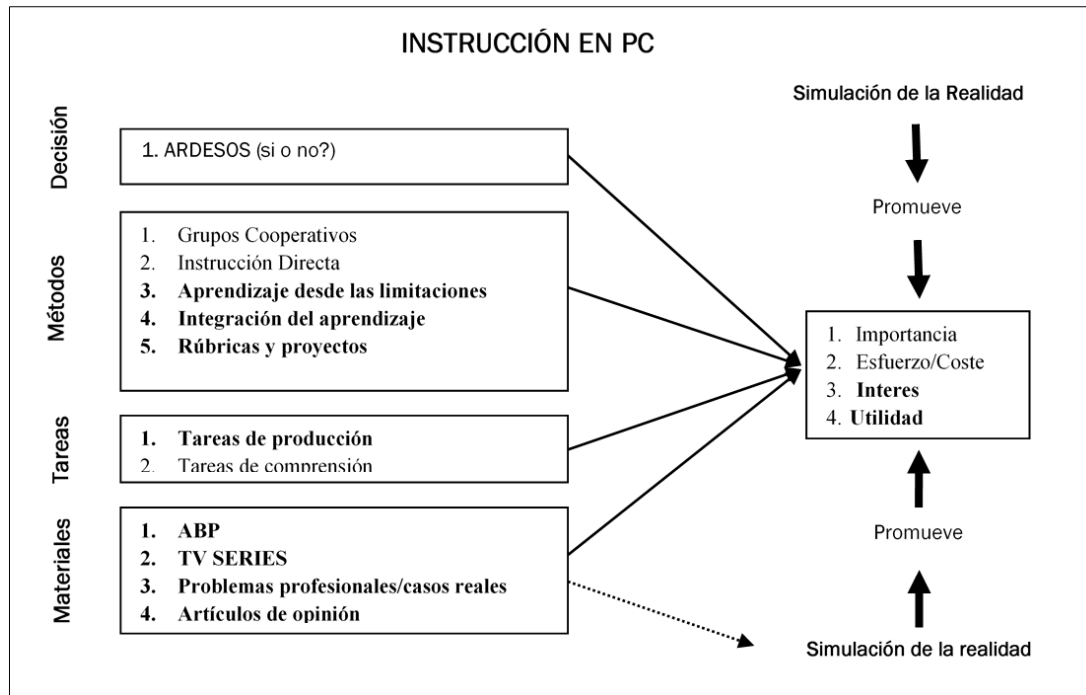 INSTRUCCIÓN EN PC
Decisión
1. ARDESOS (si o no?)
Métodos
1. Grupos Cooperativos
2. Instrucción Directa
3. Aprendizaje desde las limitaciones
4. Integración del aprendizaje
5. Rúbricas y proyectos
Tareas
1. Tareas de producción
2. Tareas de comprensión
Materiales
1. ABP
2. TV SERIES
3. Problemas profesionales/casos reales
4. Artículos de opinión
Simulación de la Realidad
Promueve
1. Importancia
2. Esfuerzo/Coste
3. Interes
4. Utilidad
Promueve
Simulación de la realidad